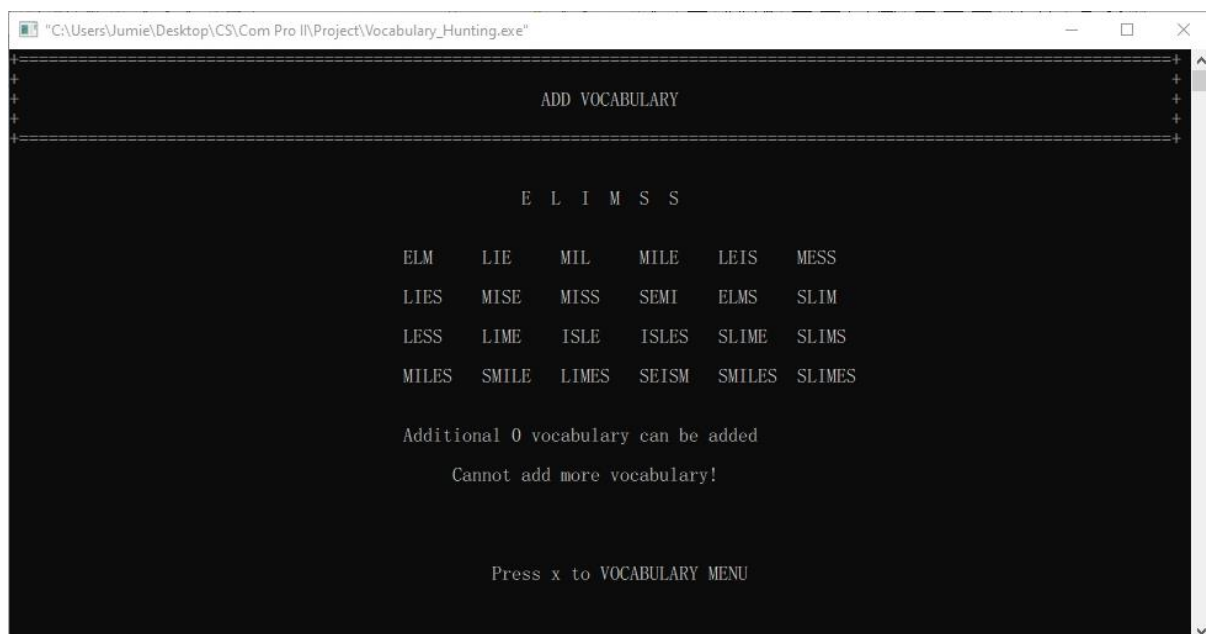 "C:\Users\Jumie\Desktop\CS\Com Pro II\Project\Vocabulary_Hunting.exe"
ADD VOCABULARY
E L I M S S
ELM LIE MIL MILE LEIS MESS
LIES MISE MISS SEMI ELMS SLIM
LESS LIME ISLE ISLES SLIME SLIMS
MILES SMILE LIMES SEISM SMILES SLIMES
Additional 0 vocabulary can be added
Cannot add more vocabulary!
Press x to VOCABULARY MENU